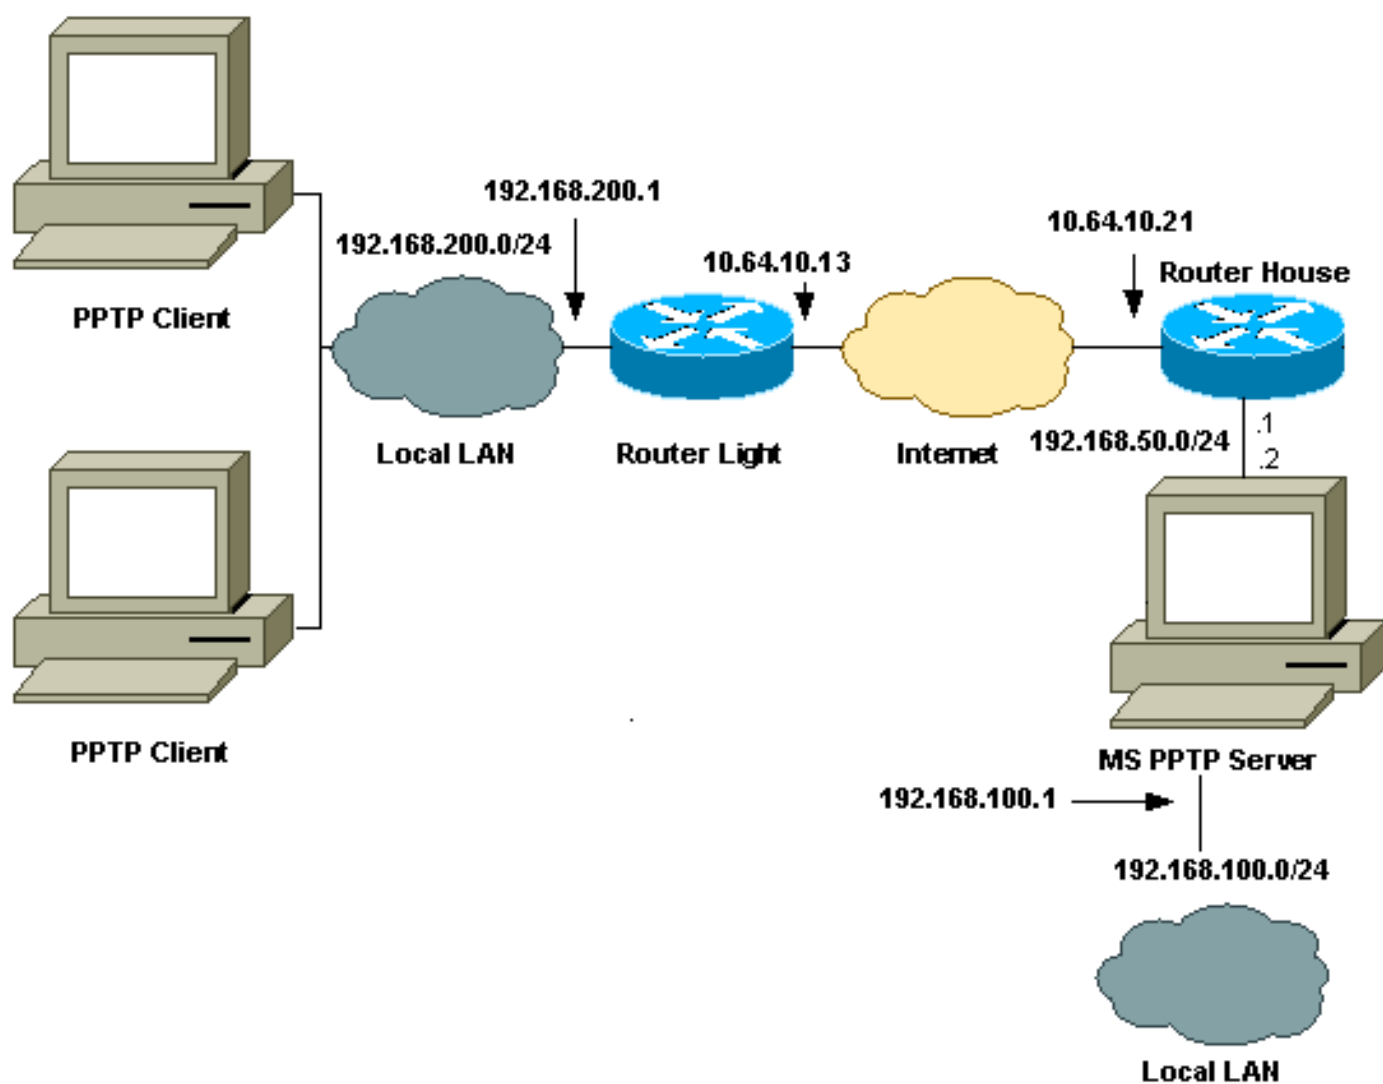 192.168.200.1
10.64.10.21
192.168.200.0/24
10.64.10.13
Router House
PPTP Client
Local LAN
Router Light
Internet
192.168.50.0/24
.1
.2
PPTP Client
MS PPTP Server
192.168.100.1
192.168.100.0/24
Local LAN